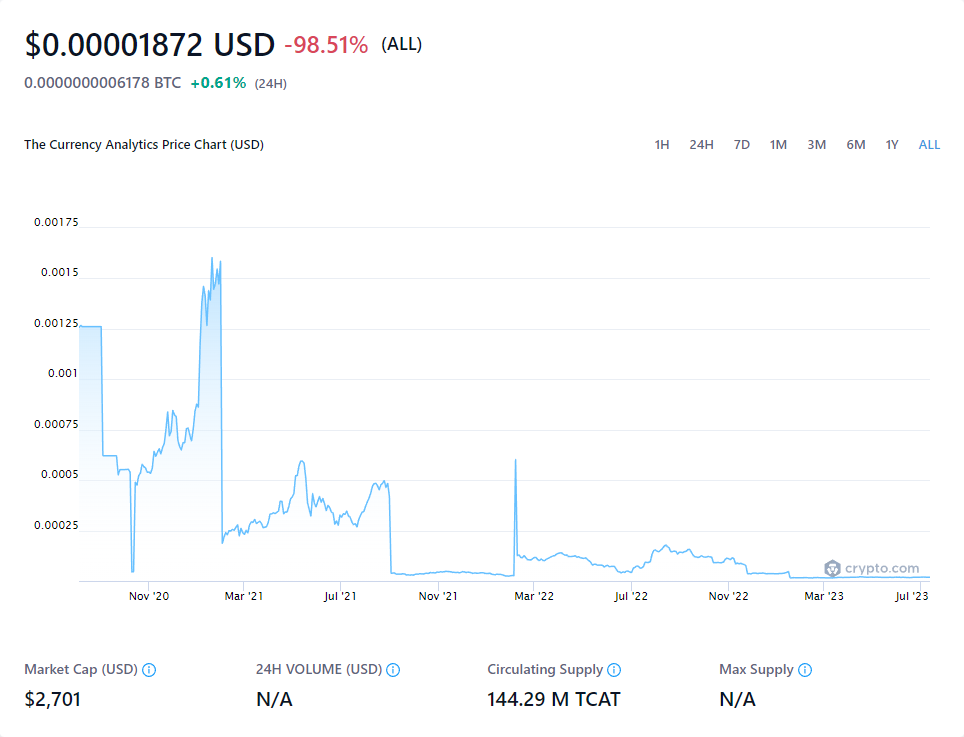 $0.00001872 USD -98.51% (ALL)
0.0000000006178 BTC +0.61% (24H)
The Currency Analytics Price Chart (USD) 1H 24H 7D 1M 3M 6M 1Y ALL
0.00175
0.0015
0.00125
0.001
0.00075
0.0005
0.00025
crypto.com
Nov '20 Mar '21 Jul '21 Nov '21 Mar '22 Jul '22 Nov '22 Mar '23 Jul '23
Market Cap (USD) 24H VOLUME (USD) Circulating Supply Max Supply
$2,701 N/A 144.29 M TCAT N/A